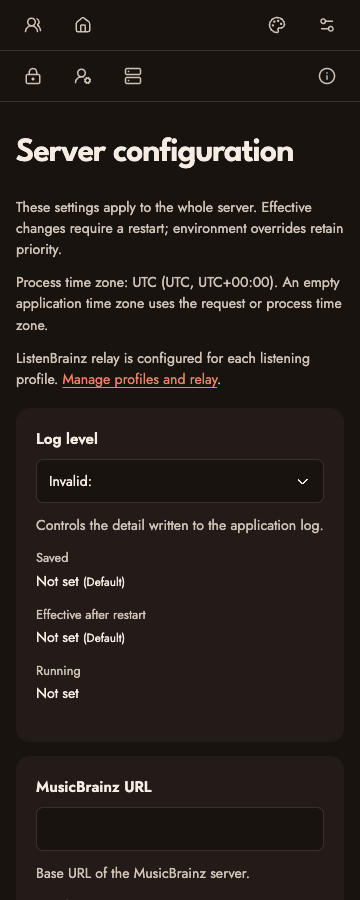 Server configuration
These settings apply to the whole server. Effective
changes require a restart; environment overrides retain
priority.
Process time zone: UTC (UTC, UTC+00:00). An empty
application time zone uses the request or process time
zone.
ListenBrainz relay is configured for each listening
profile. Manage profiles and relay.
Log level
Invalid:
Controls the detail written to the application log.
Saved
Not set (Default)
Effective after restart
Not set (Default)
Running
Not set
MusicBrainz URL
Base URL of the MusicBrainz server.